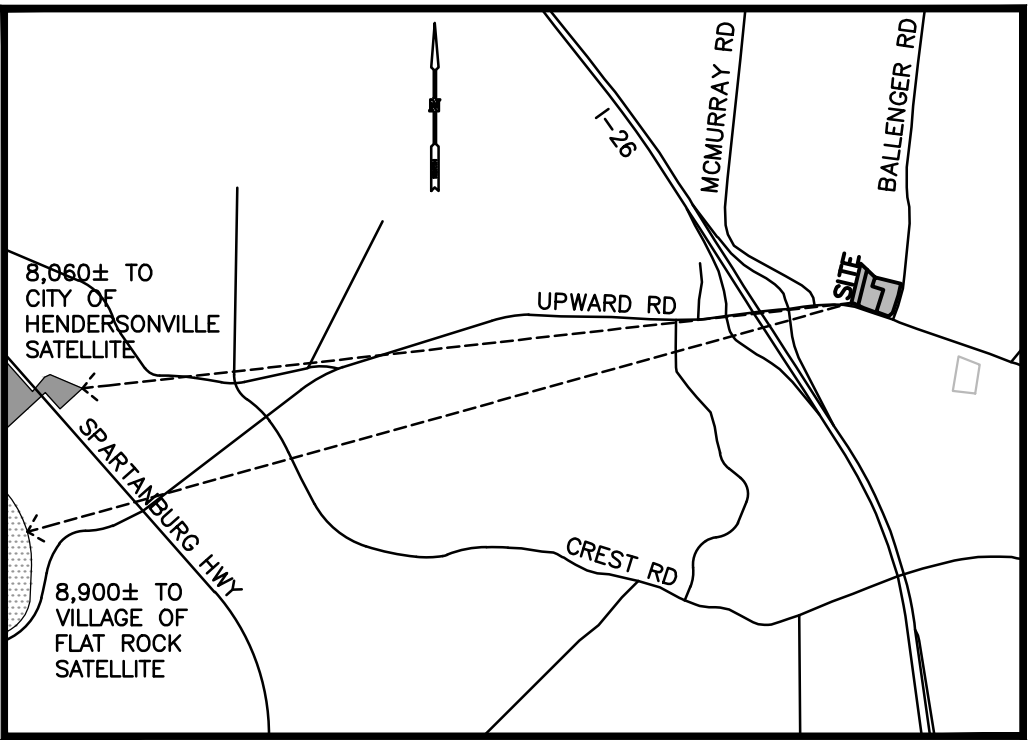 MCMURRAY RD
BALLENGER RD
I-26
SITE
8,060± TO
CITY OF
HENDERSONVILLE
SATELLITE
UPWARD RD
SPARTANBURG HWY
CREST RD
8,900± TO
VILLAGE OF
FLAT ROCK
SATELLITE